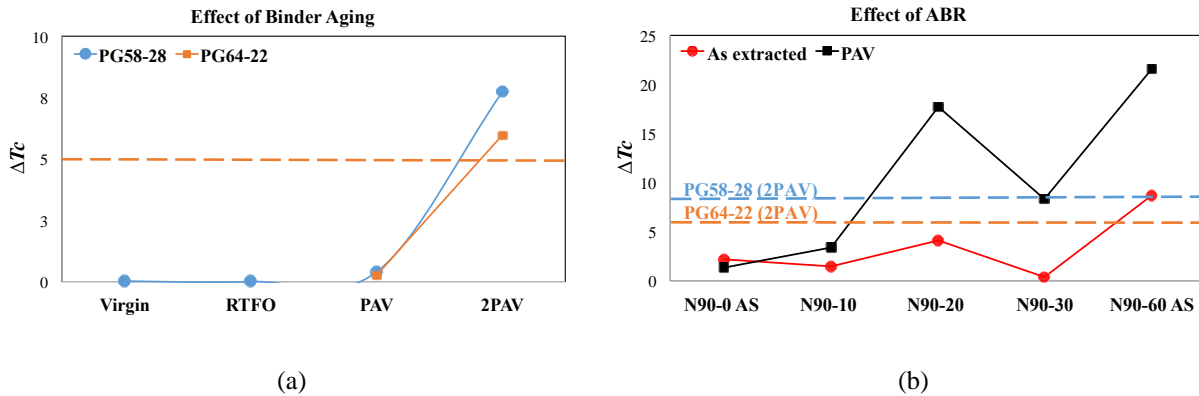 Effect of Binder Aging
PG58-28 PG64-22
10
8
5
3
0
ΔTc
Virgin RTFO PAV 2PAV
(a)
Effect of ABR
As extracted PAV
25
20
15
10
5
0
ΔTc
PG58-28 (2PAV)
PG64-22 (2PAV)
N90-0 AS N90-10 N90-20 N90-30 N90-60 AS
(b)